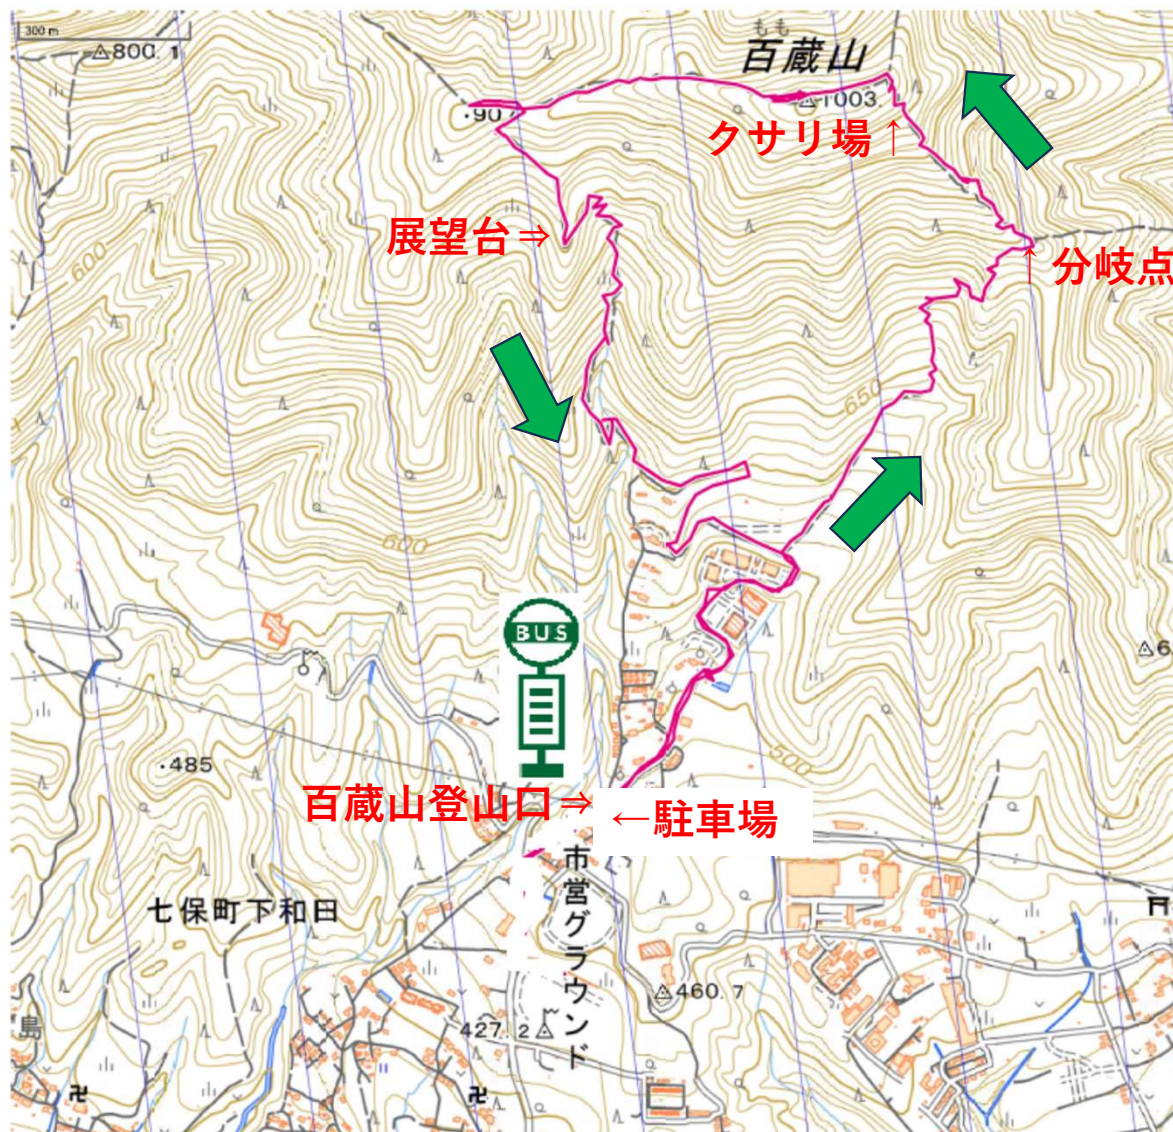 300 m
800.1
もも
百蔵山
1003.
・90
クサリ場↑
展望台⇒
↑分岐点
600
650
600
BUS
・485
500
百蔵山登山口⇒
←駐車場
市営グラウンド
七保町下和田
460.7
427.2
島